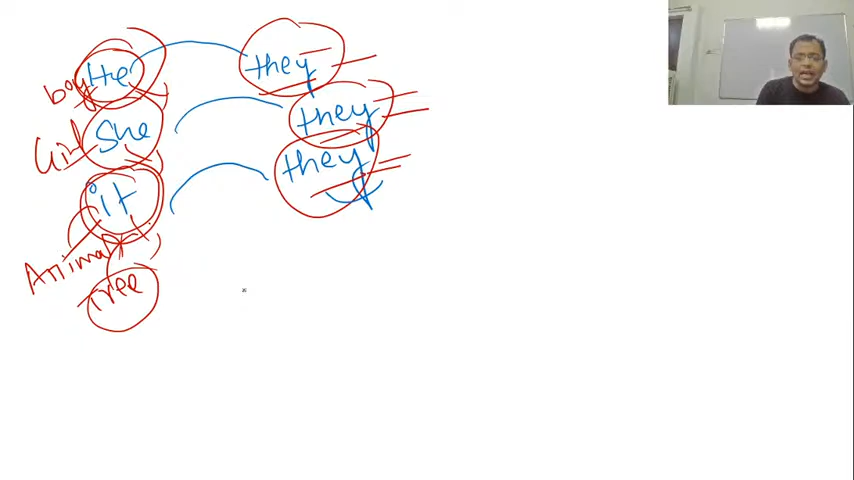 boy He they
Girl She they
it they
Animal
Tree